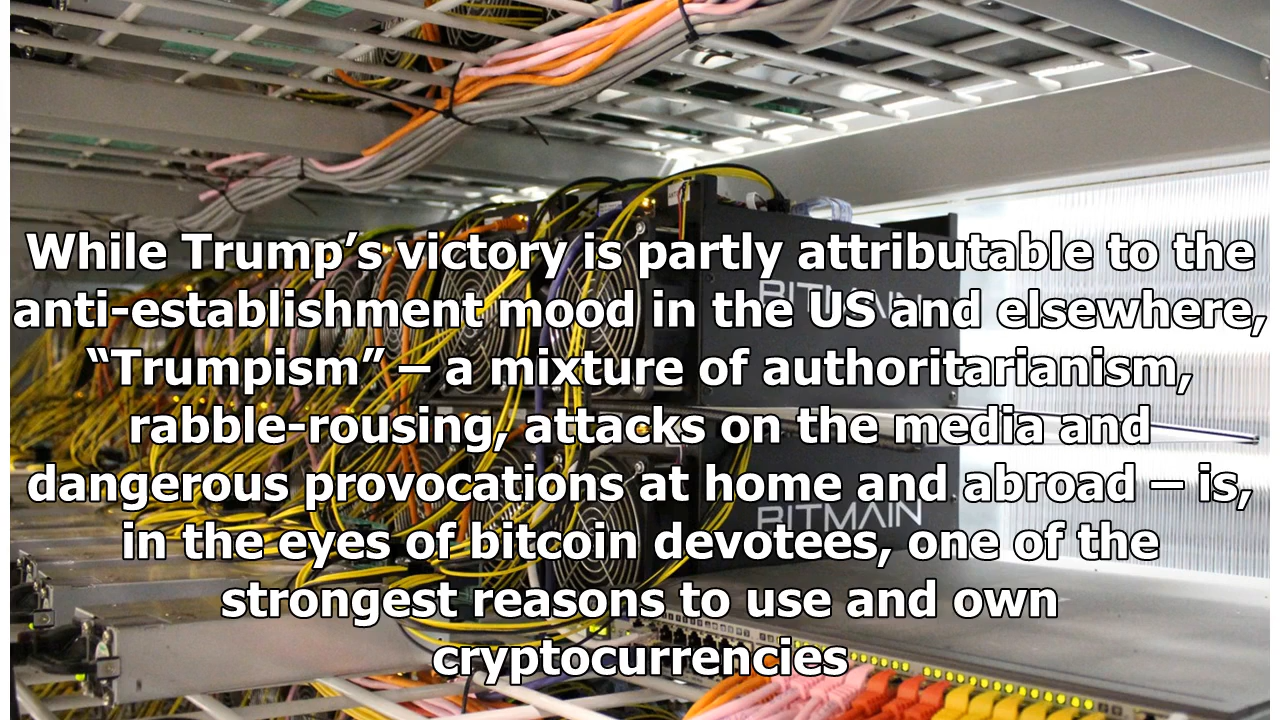 While Trump’s victory is partly attributable to the
anti-establishment mood in the US and elsewhere,
“Trumpism” – a mixture of authoritarianism,
rabble-rousing, attacks on the media and
dangerous provocations at home and abroad – is,
in the eyes of bitcoin devotees, one of the
strongest reasons to use and own
cryptocurrencies
BITMAIN
BITMAIN